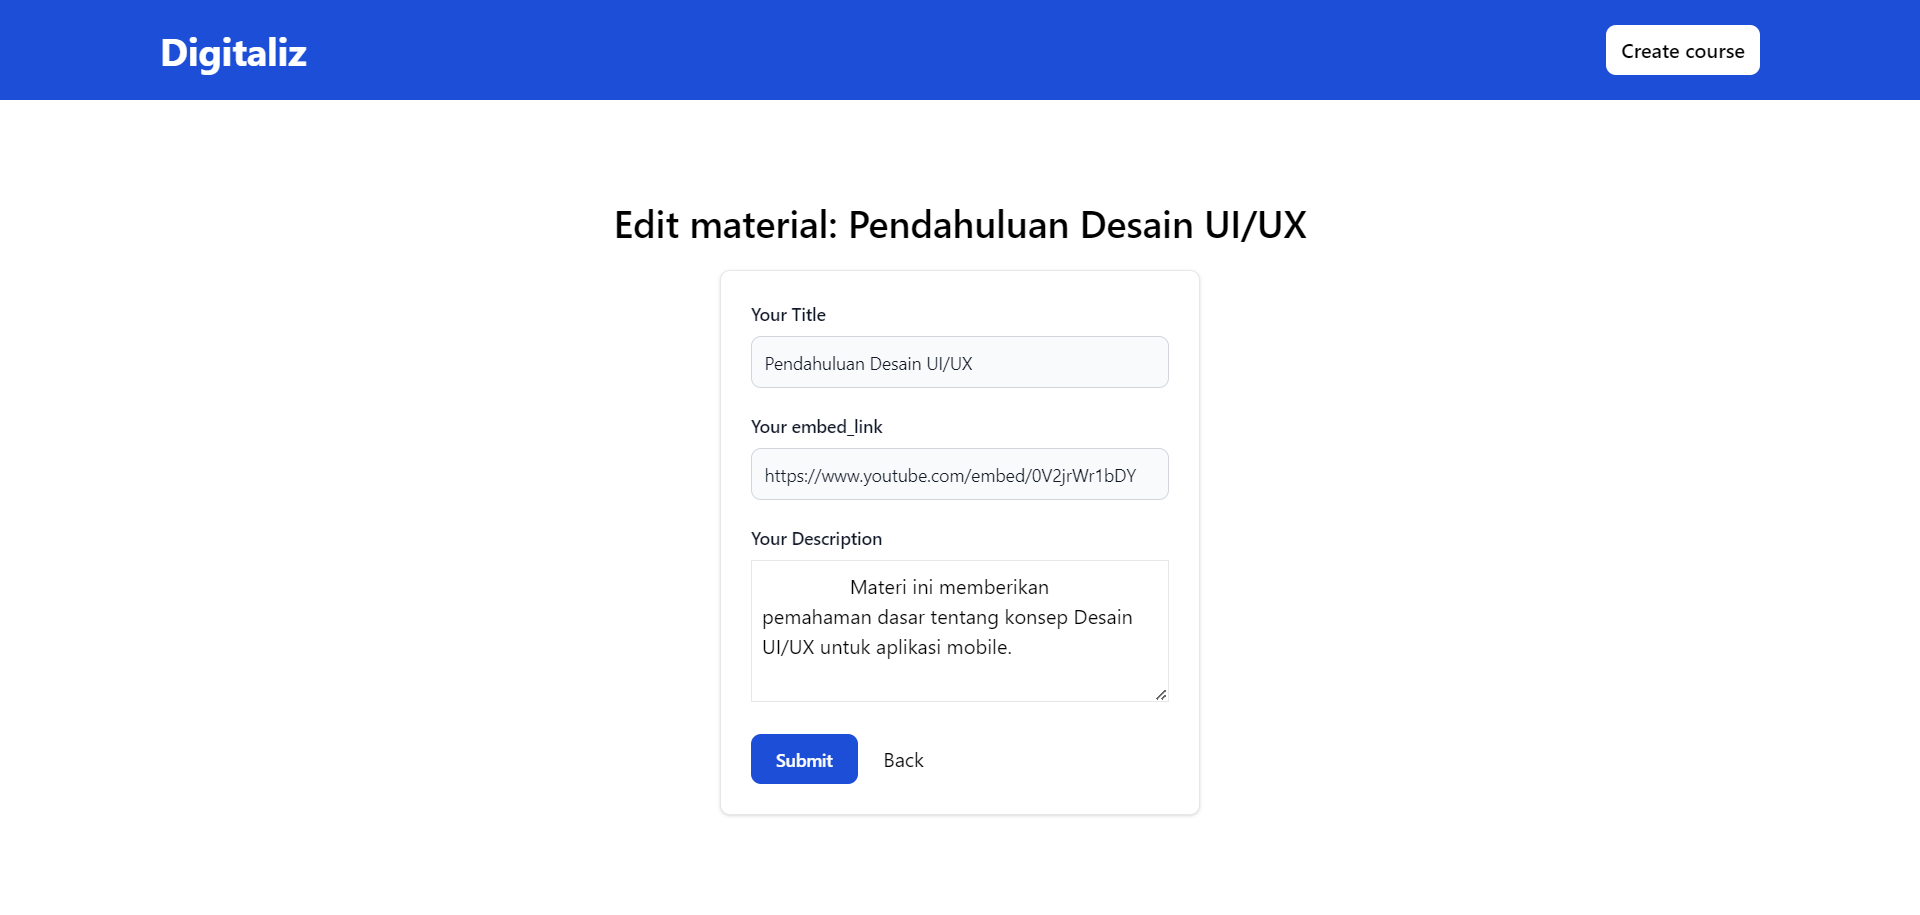 Digitaliz
Create course
Edit material: Pendahuluan Desain UI/UX
Your Title
Pendahuluan Desain UI/UX
Your embed_link
https://www.youtube.com/embed/0V2jrWr1bDY
Your Description
Materi ini memberikan
pemahaman dasar tentang konsep Desain
UI/UX untuk aplikasi mobile.
Submit
Back